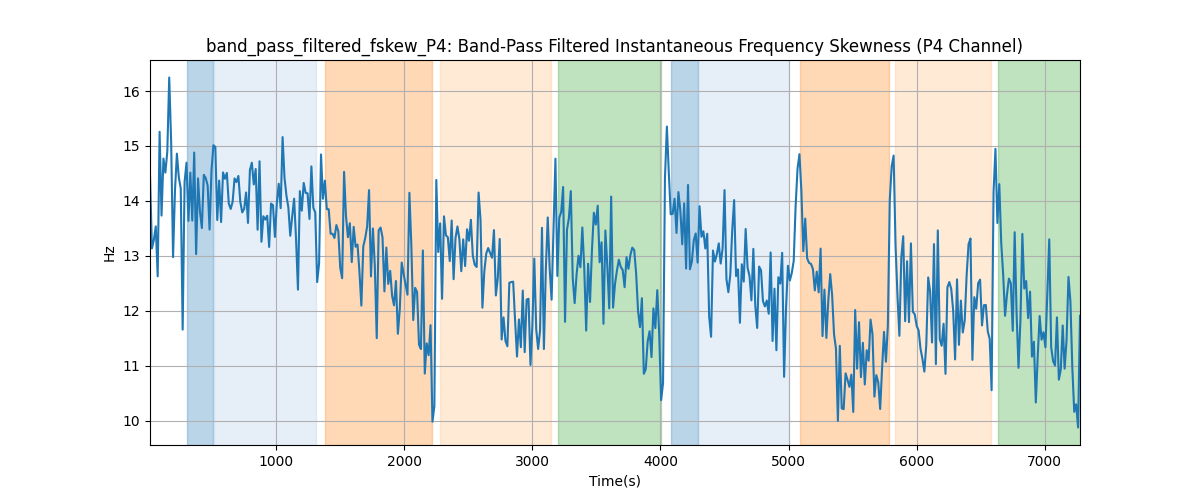 band_pass_filtered_fskew_P4: Band-Pass Filtered Instantaneous Frequency Skewness (P4 Channel)
16
15
14
13
12
11
10
Hz
1000 2000 3000 4000 5000 6000 7000
Time(s)